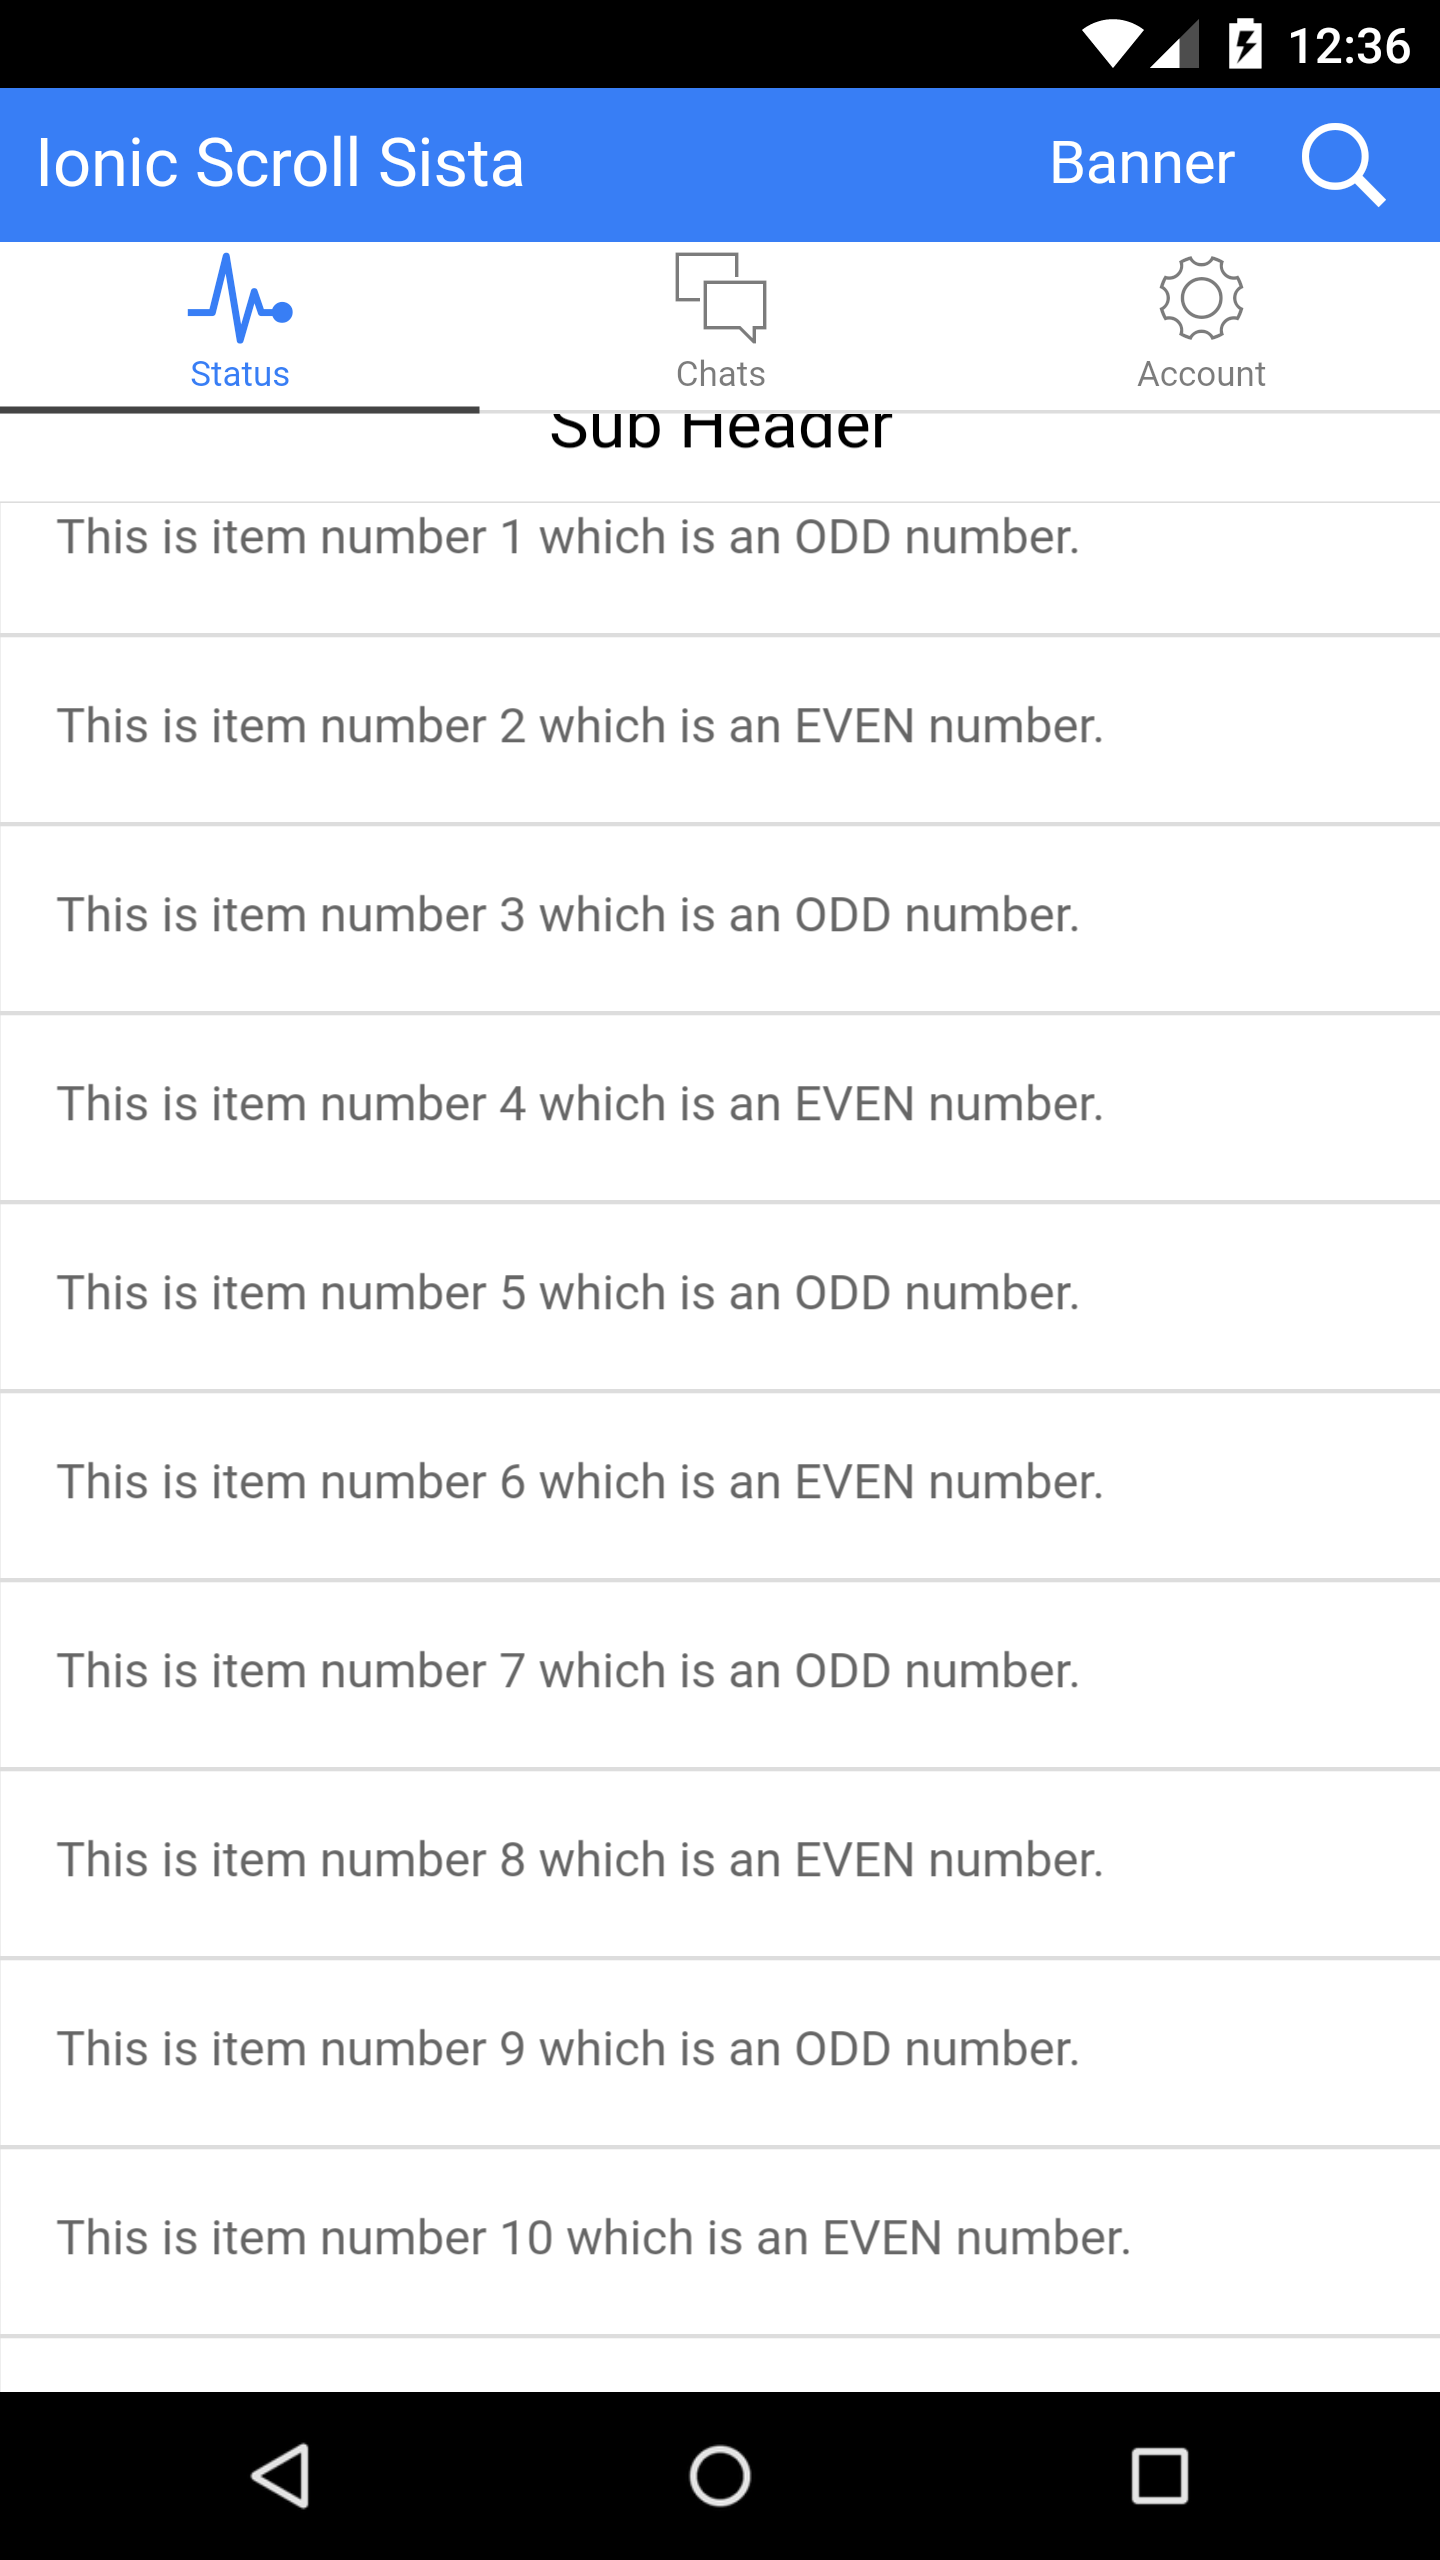 12:36
Ionic Scroll Sista Banner
Status Chats Account
Sub Header
This is item number 1 which is an ODD number.
This is item number 2 which is an EVEN number.
This is item number 3 which is an ODD number.
This is item number 4 which is an EVEN number.
This is item number 5 which is an ODD number.
This is item number 6 which is an EVEN number.
This is item number 7 which is an ODD number.
This is item number 8 which is an EVEN number.
This is item number 9 which is an ODD number.
This is item number 10 which is an EVEN number.